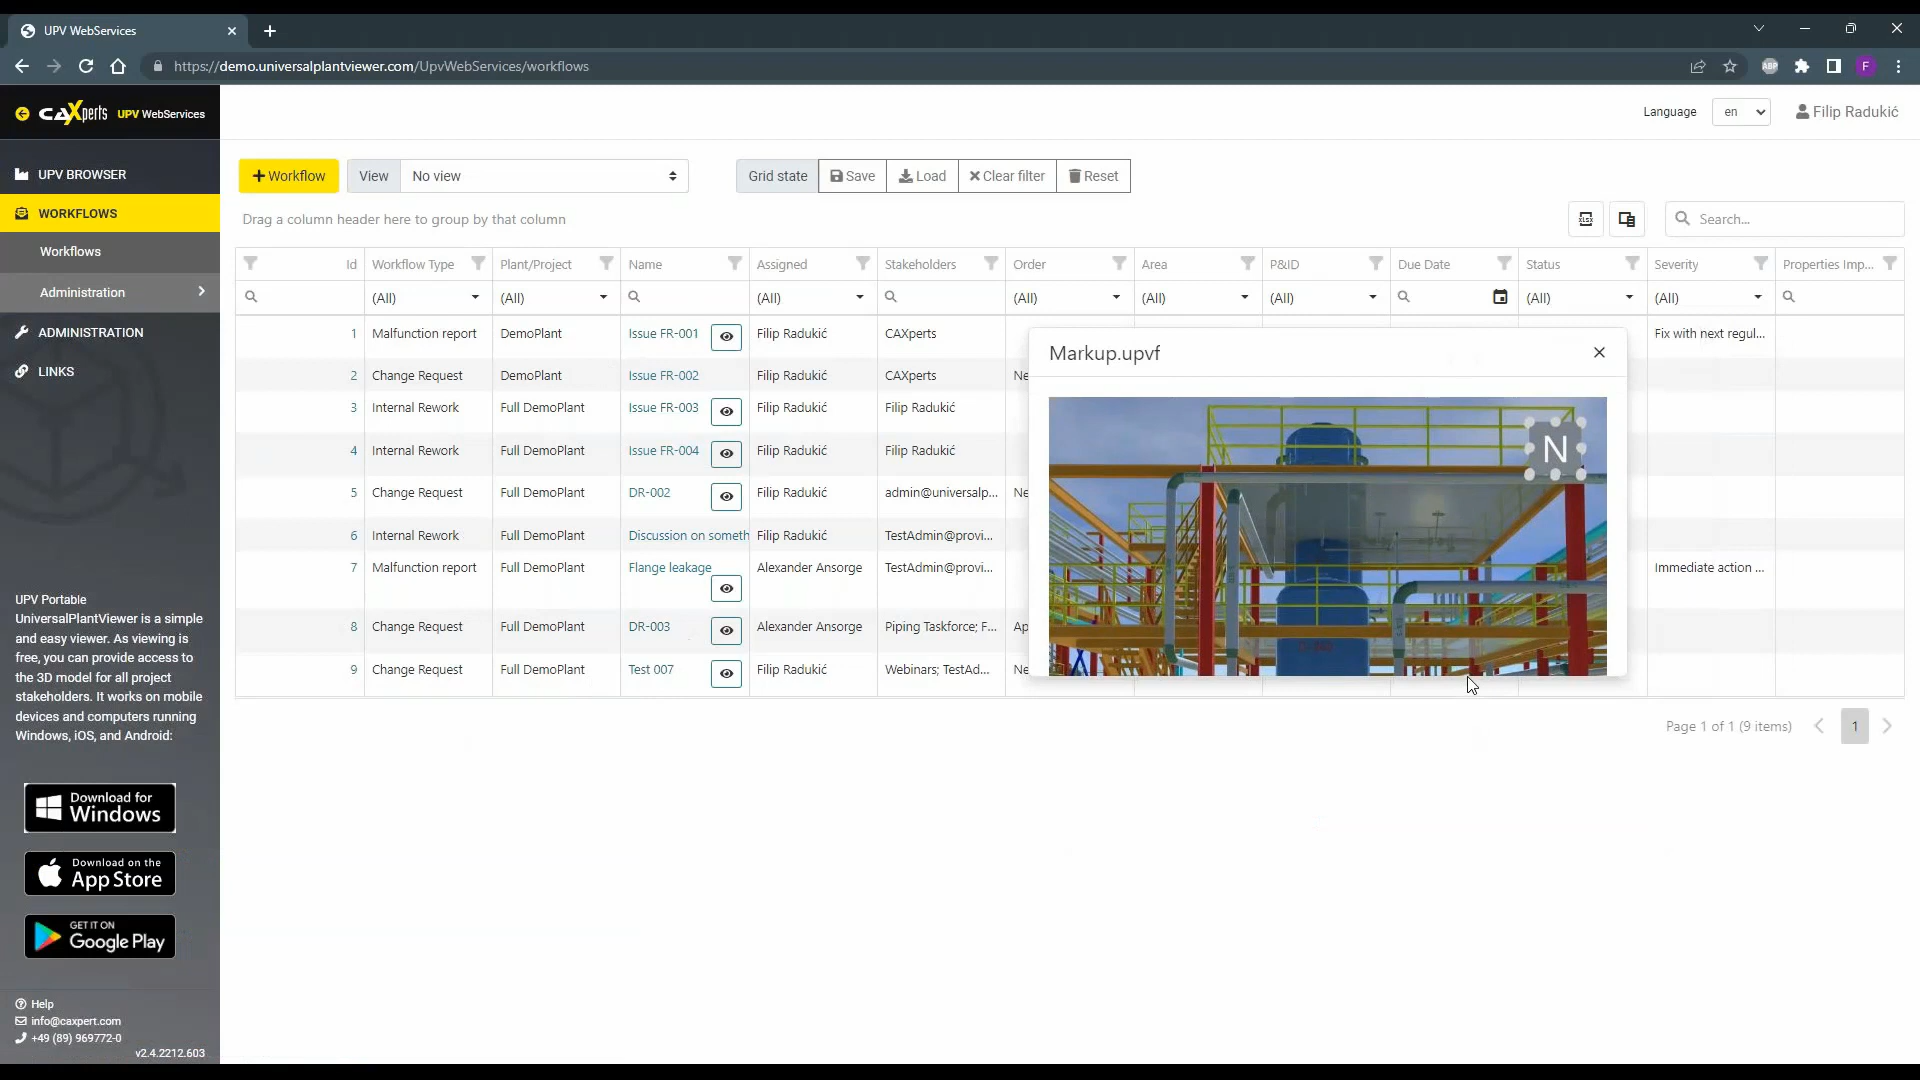 UPV WebServices
https://demo.universalplantviewer.com/UpvWebServices/workflows
ABP
F
CAXperts UPV WebServices
Language
en
Filip Radukić
UPV BROWSER
WORKFLOWS
Workflows
Administration
ADMINISTRATION
LINKS
+ Workflow
View
No view
Grid state
Save
Load
Clear filter
Reset
Drag a column header here to group by that column
XLSX
Search...
Id Workflow Type Plant/Project Name Assigned Stakeholders Order Area P&ID Due Date Status Severity Properties Imp...
(All) (All) (All) (All) (All) (All) (All) (All)
1 Malfunction report DemoPlant Issue FR-001 Filip Radukić CAXperts Fix with next regul...
2 Change Request DemoPlant Issue FR-002 Filip Radukić CAXperts Ne
3 Internal Rework Full DemoPlant Issue FR-003 Filip Radukić Filip Radukić
4 Internal Rework Full DemoPlant Issue FR-004 Filip Radukić Filip Radukić
5 Change Request Full DemoPlant DR-002 Filip Radukić admin@universalp... Ne
6 Internal Rework Full DemoPlant Discussion on someth Filip Radukić TestAdmin@provi...
7 Malfunction report Full DemoPlant Flange leakage Alexander Ansorge TestAdmin@provi... Immediate action ...
8 Change Request Full DemoPlant DR-003 Alexander Ansorge Piping Taskforce; F... Ap
9 Change Request Full DemoPlant Test 007 Filip Radukić Webinars; TestAd... Ne
Markup.upvf
N
Page 1 of 1 (9 items)
1
UPV Portable
UniversalPlantViewer is a simple
and easy viewer. As viewing is
free, you can provide access to
the 3D model for all project
stakeholders. It works on mobile
devices and computers running
Windows, iOS, and Android:
Download for
Windows
Download on the
App Store
GET IT ON
Google Play
Help
info@caxpert.com
+49 (89) 969772-0
v2.4.2212.603